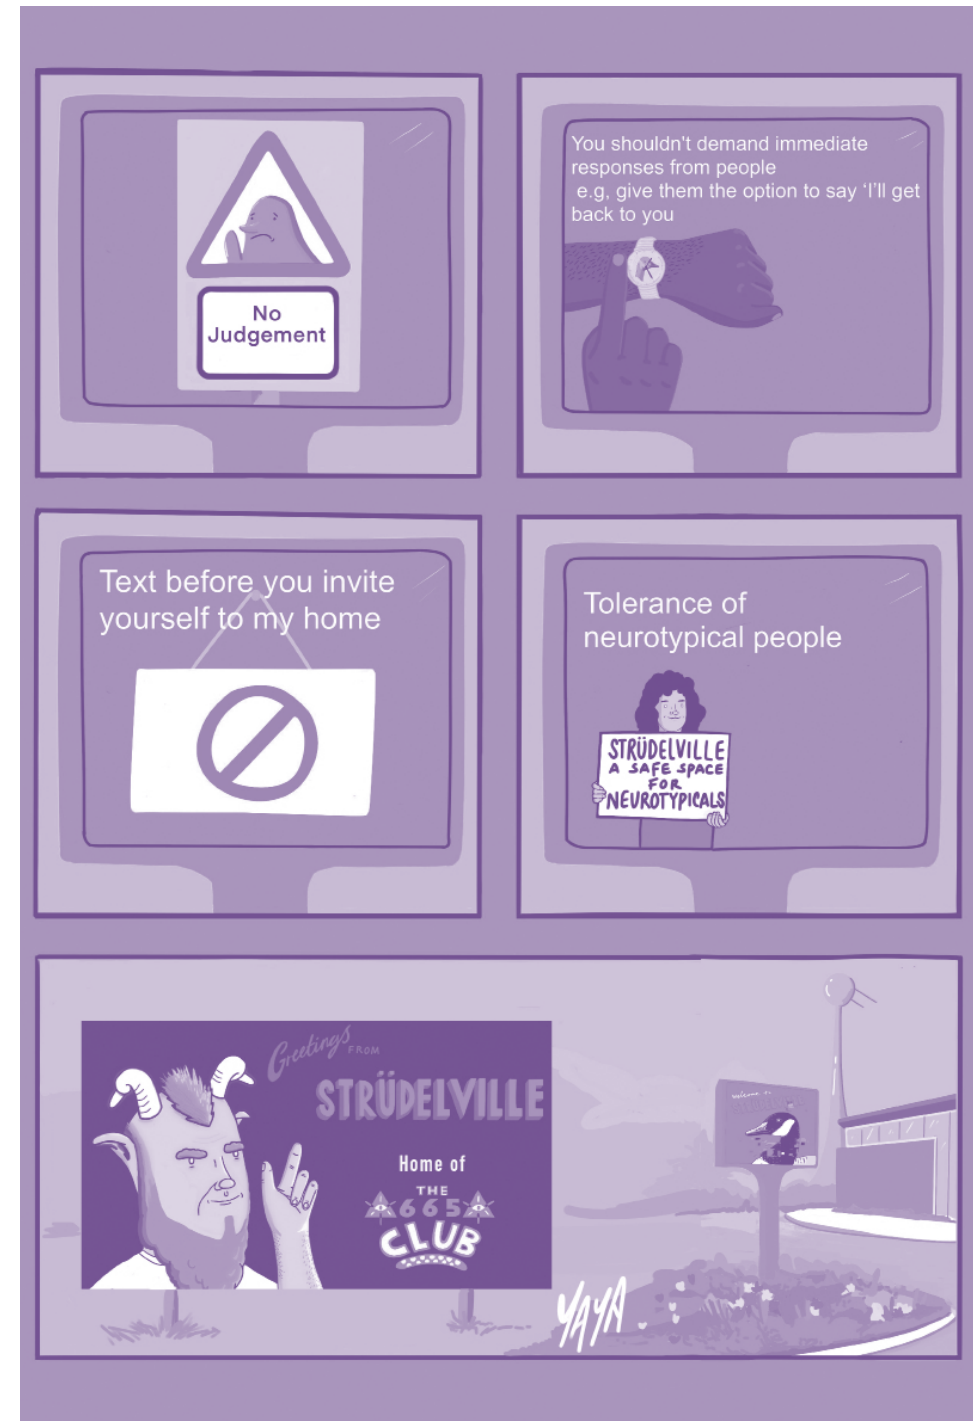 No
Judgement
You shouldn't demand immediate
responses from people
e.g, give them the option to say ‘I’ll get
back to you
Text before you invite
yourself to my home
Tolerance of
neurotypical people
STRÜDELVILLE
A SAFE SPACE
FOR
NEUROTYPICALS
Greetings
FROM
STRÜDELVILLE
Home of
THE
665
CLUB
Welcome to
YAYA